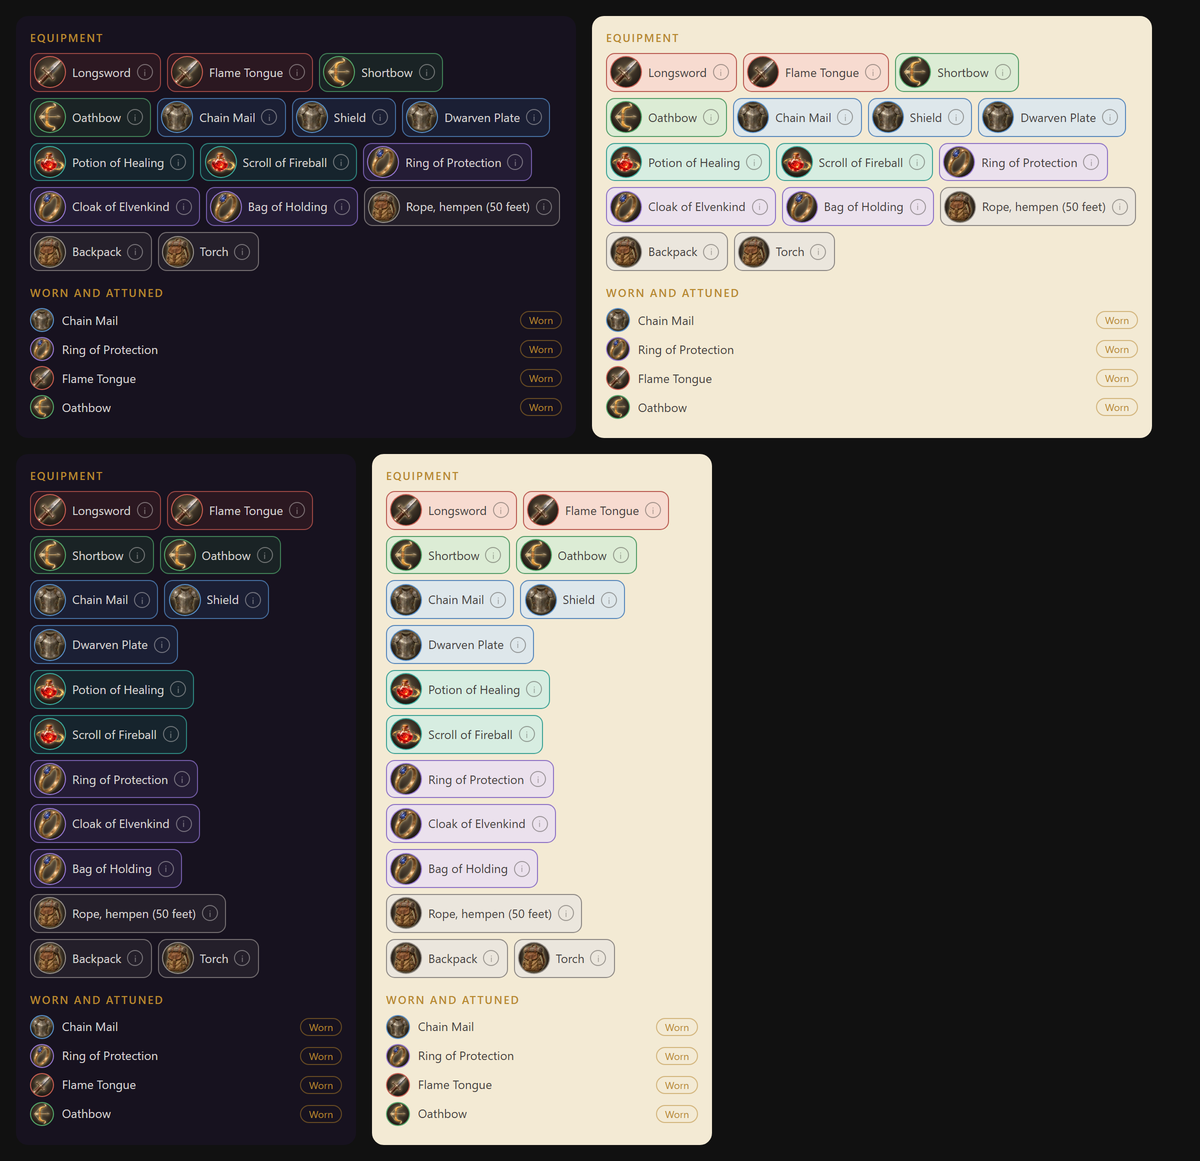 EQUIPMENT
Longsword Flame Tongue Shortbow
Oathbow Chain Mail Shield Dwarven Plate
Potion of Healing Scroll of Fireball Ring of Protection
Cloak of Elvenkind Bag of Holding Rope, hempen (50 feet)
Backpack Torch
WORN AND ATTUNED
Chain Mail Worn
Ring of Protection Worn
Flame Tongue Worn
Oathbow Worn
EQUIPMENT
Longsword Flame Tongue Shortbow
Oathbow Chain Mail Shield Dwarven Plate
Potion of Healing Scroll of Fireball Ring of Protection
Cloak of Elvenkind Bag of Holding Rope, hempen (50 feet)
Backpack Torch
WORN AND ATTUNED
Chain Mail Worn
Ring of Protection Worn
Flame Tongue Worn
Oathbow Worn
EQUIPMENT
Longsword Flame Tongue
Shortbow Oathbow
Chain Mail Shield
Dwarven Plate
Potion of Healing
Scroll of Fireball
Ring of Protection
Cloak of Elvenkind
Bag of Holding
Rope, hempen (50 feet)
Backpack Torch
WORN AND ATTUNED
Chain Mail Worn
Ring of Protection Worn
Flame Tongue Worn
Oathbow Worn
EQUIPMENT
Longsword Flame Tongue
Shortbow Oathbow
Chain Mail Shield
Dwarven Plate
Potion of Healing
Scroll of Fireball
Ring of Protection
Cloak of Elvenkind
Bag of Holding
Rope, hempen (50 feet)
Backpack Torch
WORN AND ATTUNED
Chain Mail Worn
Ring of Protection Worn
Flame Tongue Worn
Oathbow Worn